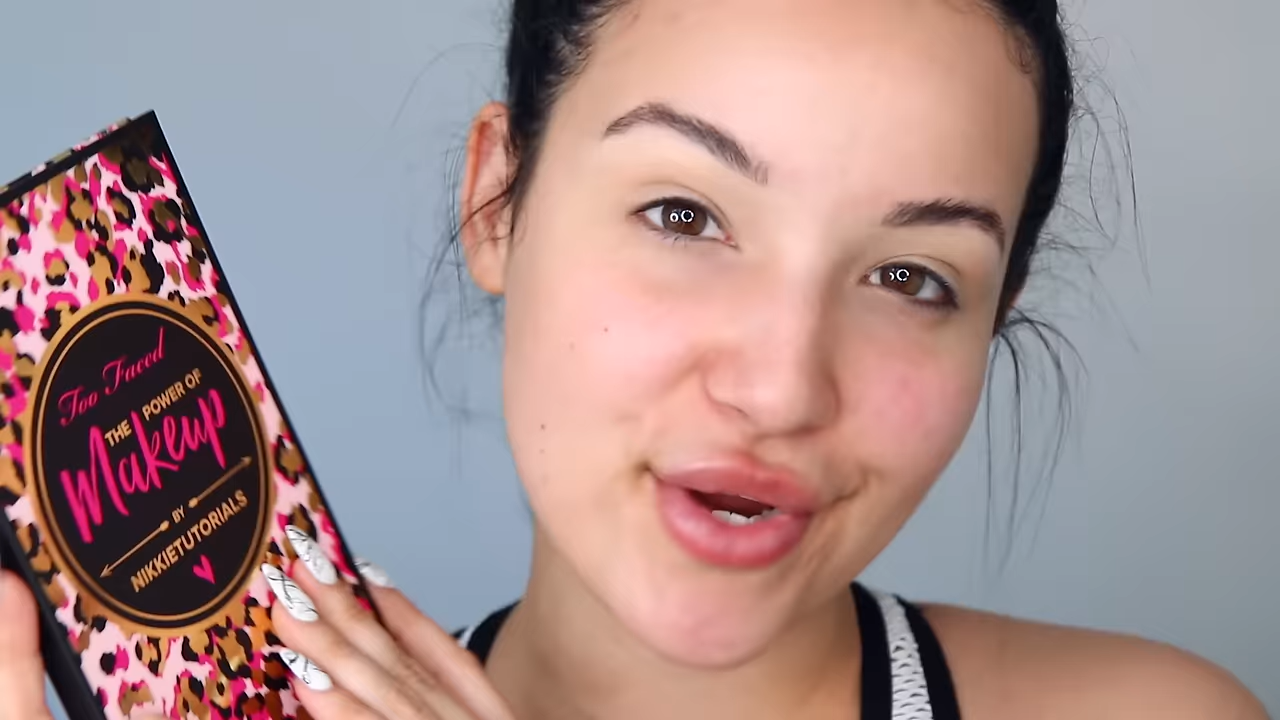 Too Faced
THE POWER OF
Makeup
BY
NIKKIETUTORIALS